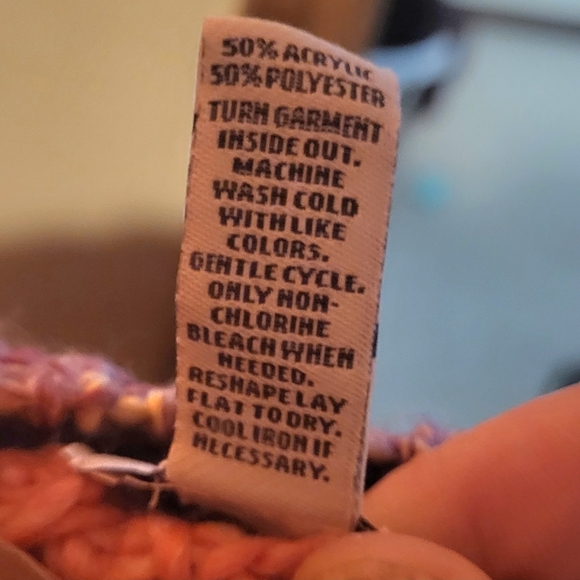 50% ACRYLIC
50% POLYESTER
TURN GARMENT
INSIDE OUT.
MACHINE
WASH COLD
WITH LIKE
COLORS.
GENTLE CYCLE.
ONLY NON-
CHLORINE
BLEACH WHEN
NEEDED.
RESHAPE LAY
FLAT TO DRY.
COOL IRON IF
NECESSARY.